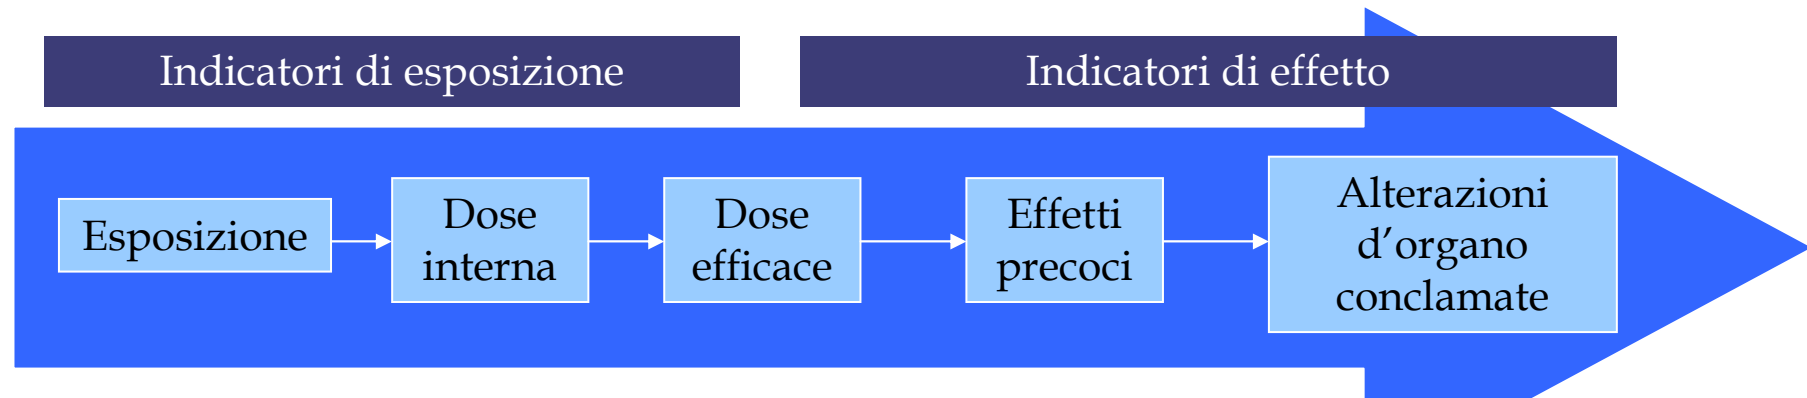 Indicatori di esposizione
Indicatori di effetto
Esposizione
Dose
interna
Dose
efficace
Effetti
precoci
Alterazioni
d’organo
conclamate